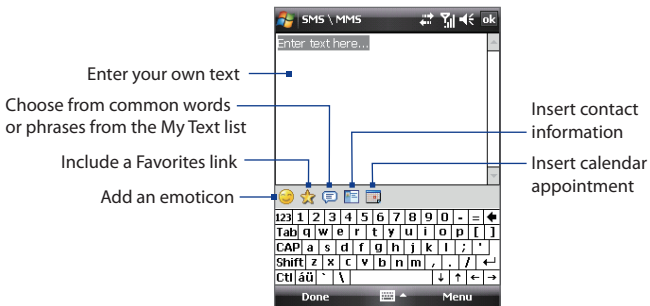 SMS \ MMS
ok
Enter text here...
Enter your own text
Choose from common words
or phrases from the My Text list
Include a Favorites link
Add an emoticon
Insert contact
information
Insert calendar
appointment
123 1 2 3 4 5 6 7 8 9 0 - =
Tab q w e r t y u i o p [ ]
CAP a s d f g h j k l ; '
Shift z x c v b n m , . / ↵
Ctl áü ` \ ↓ ↑ ← →
Done Menu